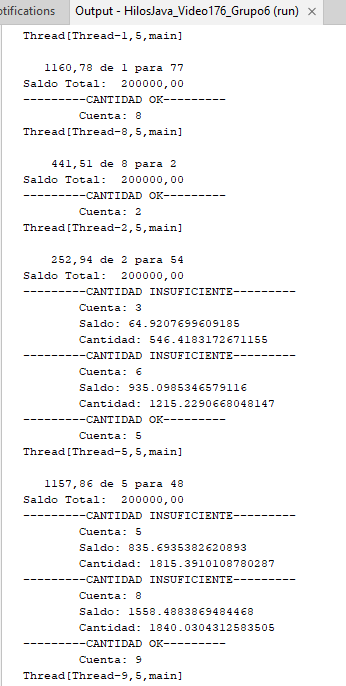 otifications
Output - HilosJava_Video176_Grupo6 (run) ×
Thread[Thread-1,5,main]
1160,78 de 1 para 77
Saldo Total: 200000,00
---------CANTIDAD OK---------
Cuenta: 8
Thread[Thread-8,5,main]
441,51 de 8 para 2
Saldo Total: 200000,00
---------CANTIDAD OK---------
Cuenta: 2
Thread[Thread-2,5,main]
252,94 de 2 para 54
Saldo Total: 200000,00
---------CANTIDAD INSUFICIENTE---------
Cuenta: 3
Saldo: 64.9207699609185
Cantidad: 546.4183172671155
---------CANTIDAD INSUFICIENTE---------
Cuenta: 6
Saldo: 935.0985346579116
Cantidad: 1215.2290668048147
---------CANTIDAD OK---------
Cuenta: 5
Thread[Thread-5,5,main]
1157,86 de 5 para 48
Saldo Total: 200000,00
---------CANTIDAD INSUFICIENTE---------
Cuenta: 5
Saldo: 835.6935382620893
Cantidad: 1815.3910108780287
---------CANTIDAD INSUFICIENTE---------
Cuenta: 8
Saldo: 1558.4883869484468
Cantidad: 1840.0304312583505
---------CANTIDAD OK---------
Cuenta: 9
Thread[Thread-9,5,main]